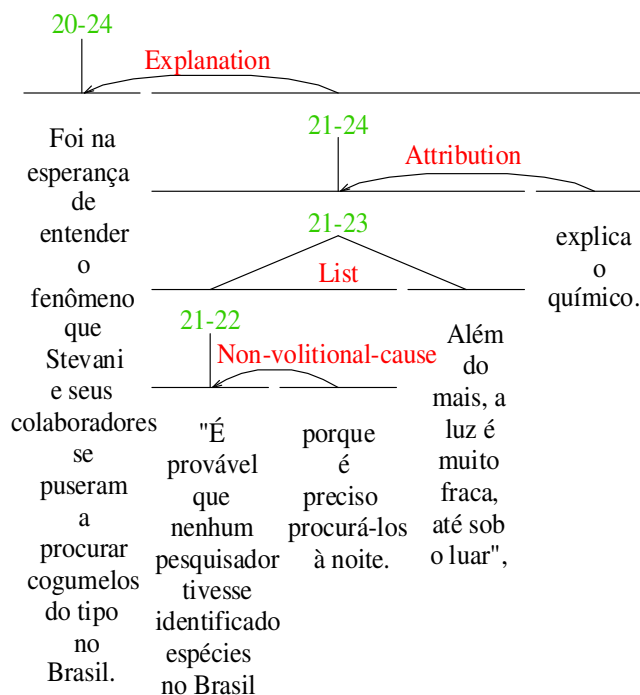 20-24
Explanation
Foi na
esperança
de
entender
o
fenômeno
que
Stevani
e seus
colaboradores
se
puseram
a
procurar
cogumelos
do tipo
no
Brasil.
21-24
Attribution
21-23
List
21-22
Non-volitional-cause
"É
provável
que
nenhum
pesquisador
tivesse
identificado
espécies
no Brasil
porque
é
preciso
procurá-los
à noite.
Além
do
mais, a
luz é
muito
fraca,
até sob
o luar",
explica
o
químico.